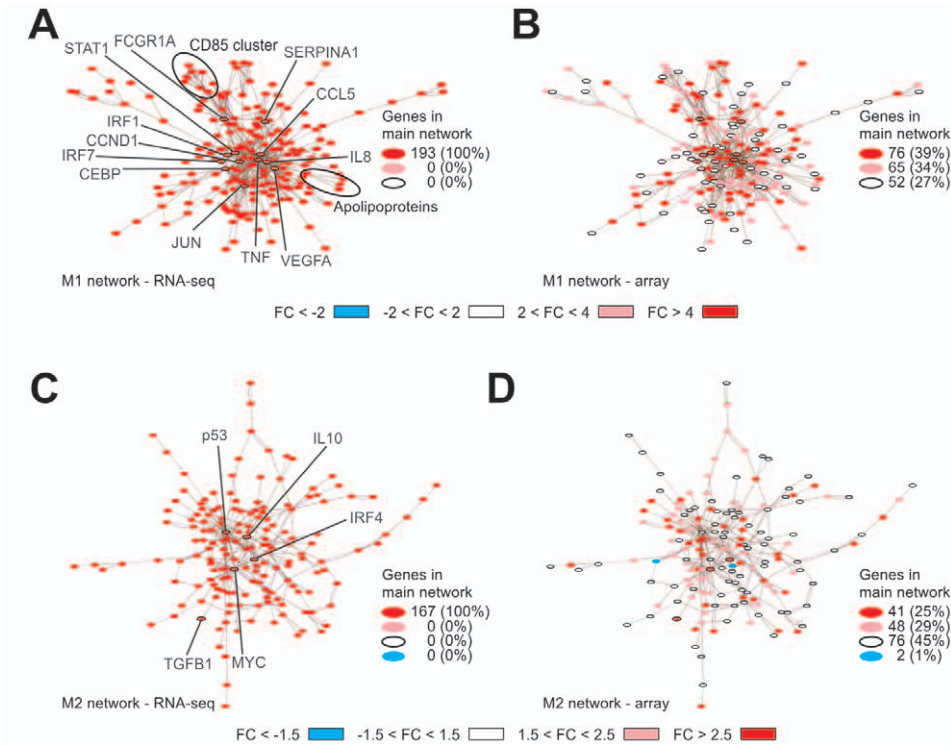 A
B
FCGR1A
CD85 cluster
STAT1
SERPINA1
CCL5
IRF1
CCND1
IRF7
CEBP
IL8
Apolipoproteins
JUN
TNF
VEGFA
Genes in
main network
193 (100%)
0 (0%)
0 (0%)
M1 network - RNA-seq
Genes in
main network
76 (39%)
65 (34%)
52 (27%)
M1 network - array
FC < -2
-2 < FC < 2
2 < FC < 4
FC > 4
C
D
p53
IL10
IRF4
TGFB1
MYC
Genes in
main network
167 (100%)
0 (0%)
0 (0%)
0 (0%)
M2 network - RNA-seq
Genes in
main network
41 (25%)
48 (29%)
76 (45%)
2 (1%)
M2 network - array
FC < -1.5
-1.5 < FC < 1.5
1.5 < FC < 2.5
FC > 2.5